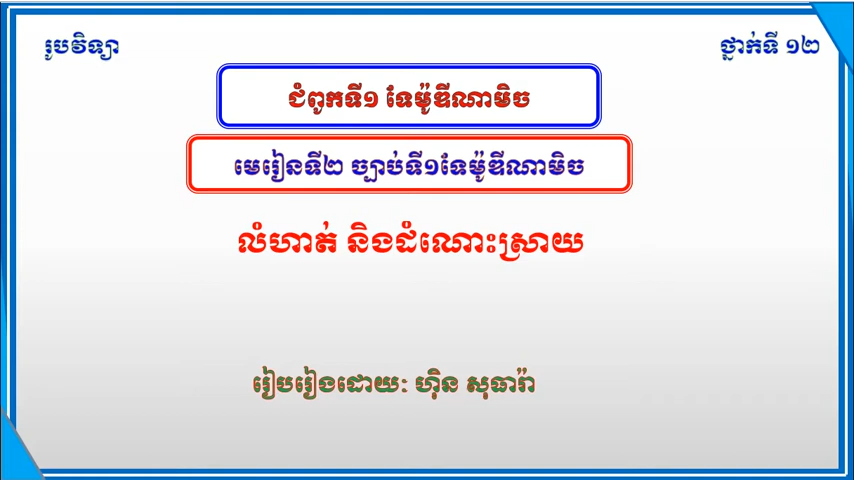 រូបវិទ្យា
ថ្នាក់ទី ១២
ជំពូកទី១ ទែម៉ូឌីណាមិច
មេរៀនទី២ ច្បាប់ទី១ទែម៉ូឌីណាមិច
លំហាត់ និងដំណោះស្រាយ
រៀបរៀងដោយៈ ហ៊ិន សុធារ៉ា